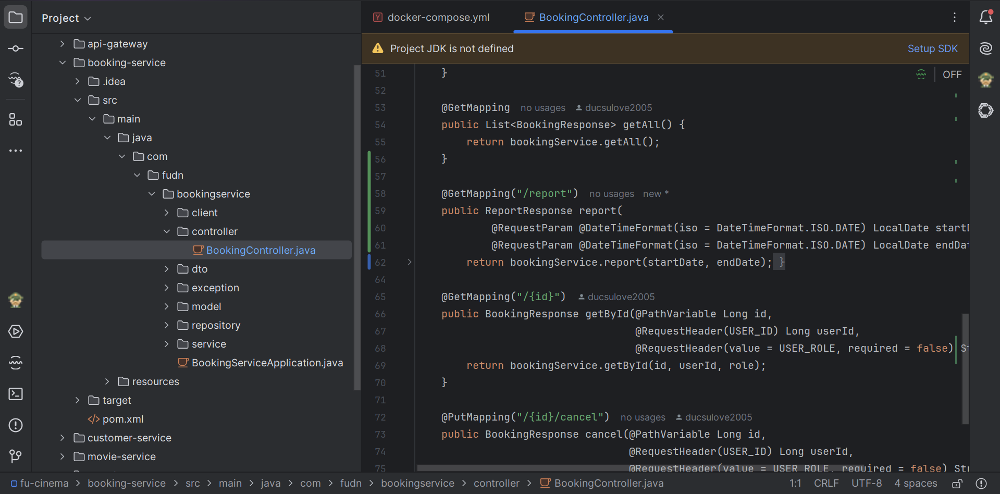 Project
docker-compose.yml
BookingController.java
Project JDK is not defined
Setup SDK
api-gateway
booking-service
.idea
src
main
java
com
fudn
bookingservice
client
controller
BookingController.java
dto
exception
model
repository
service
BookingServiceApplication.java
resources
target
pom.xml
customer-service
movie-service
OFF
51 }
52
53 @GetMapping no usages ducsulove2005
54 public List<BookingResponse> getAll() {
55 return bookingService.getAll();
56 }
57
58 @GetMapping("/report") no usages new *
59 public ReportResponse report(
60 @RequestParam @DateTimeFormat(iso = DateTimeFormat.ISO.DATE) LocalDate start
61 @RequestParam @DateTimeFormat(iso = DateTimeFormat.ISO.DATE) LocalDate endDat
62 return bookingService.report(startDate, endDate); }
64
65 @GetMapping("/{id}") ducsulove2005
66 public BookingResponse getById(@PathVariable Long id,
67 @RequestHeader(USER_ID) Long userId,
68 @RequestHeader(value = USER_ROLE, required = false) St
69 return bookingService.getById(id, userId, role);
70 }
71
72 @PutMapping("/{id}/cancel") no usages ducsulove2005
73 public BookingResponse cancel(@PathVariable Long id,
74 @RequestHeader(USER_ID) Long userId,
75 @RequestHeader(value = USER_ROLE, required = false) Str
fu-cinema > booking-service > src > main > java > com > fudn > bookingservice > controller > BookingController.java
1:1 CRLF UTF-8 4 spaces